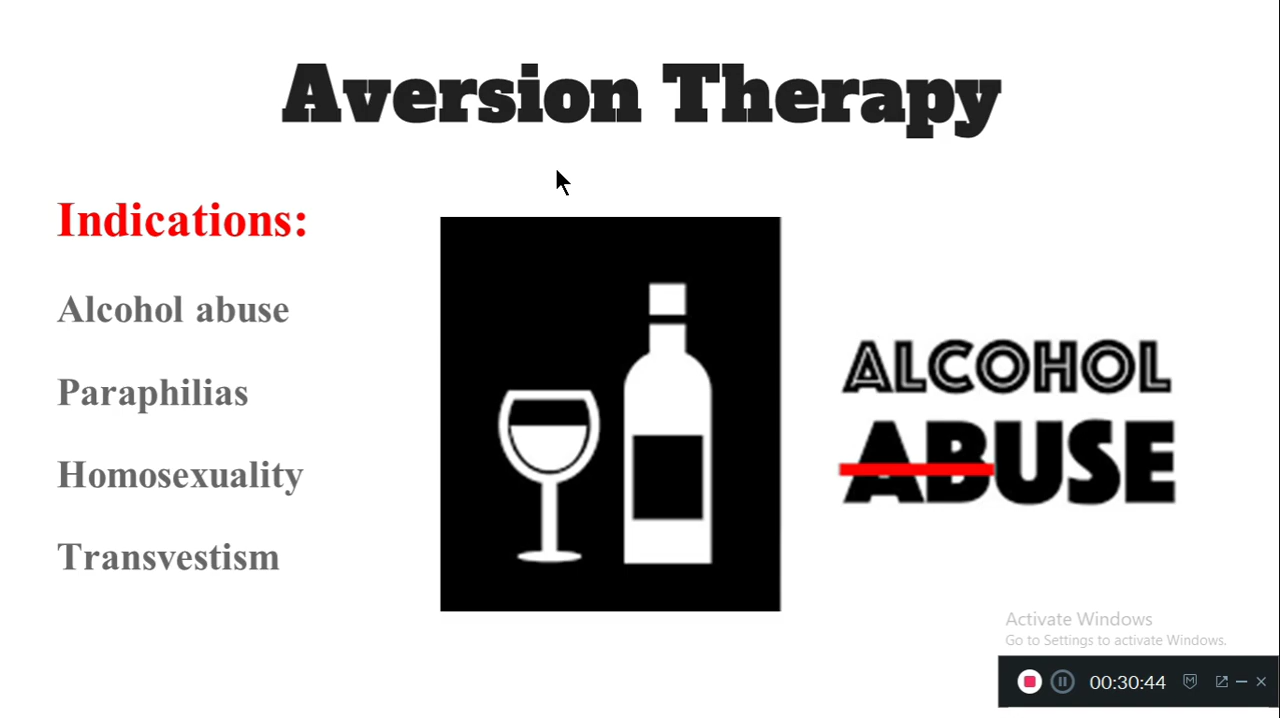 Aversion Therapy
Indications:
Alcohol abuse
Paraphilias
Homosexuality
Transvestism
ALCOHOL
ABUSE
Activate Windows
Go to Settings to activate Windows.
00:30:44